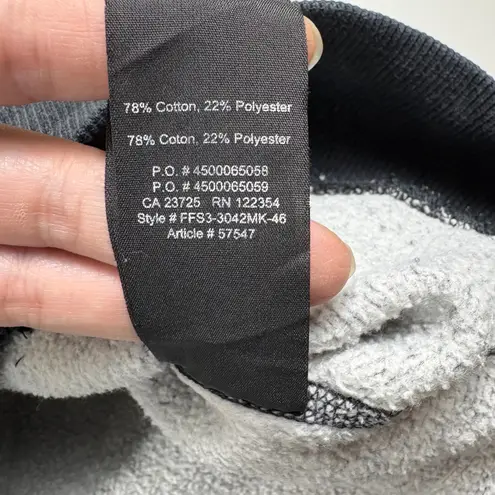 78% Cotton, 22% Polyester
78% Coton, 22% Polyester
P.O. # 4500065058
P.O. # 4500065059
CA 23725 RN 122354
Style # FFS3-3042MK-46
Article # 57547